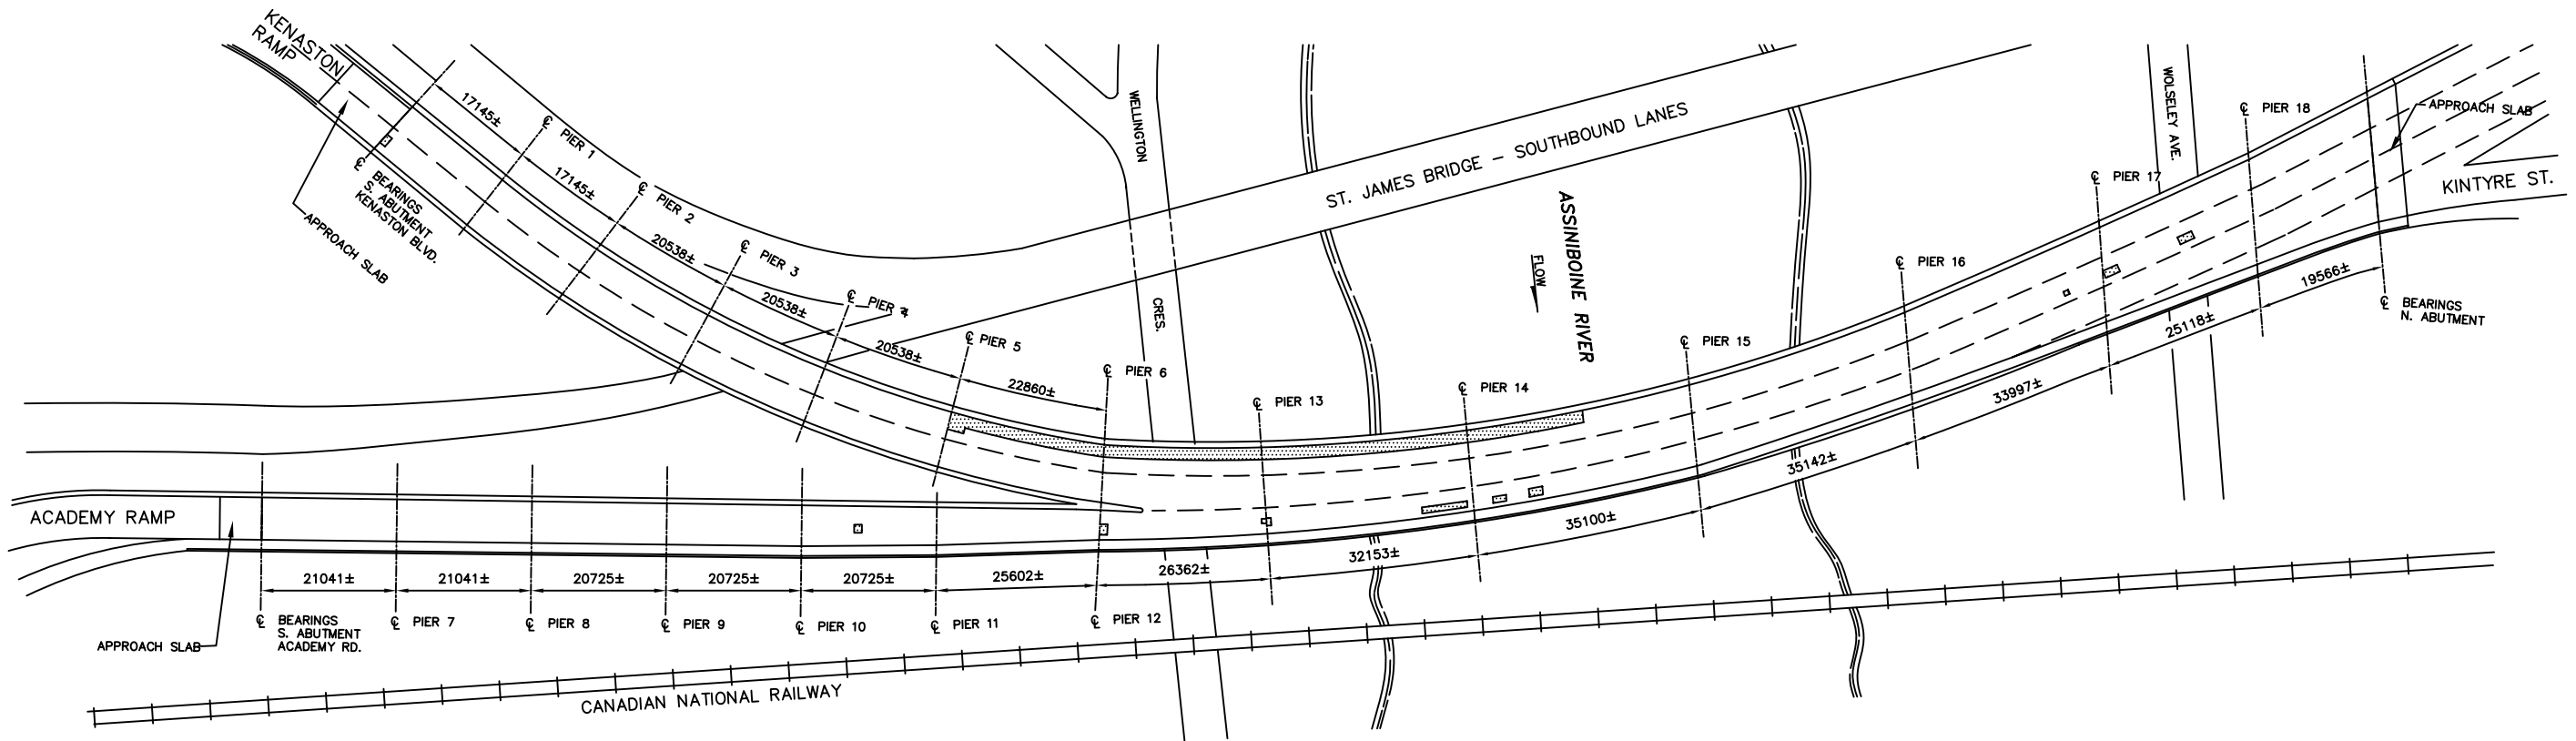 KENASTON
RAMP
17145±
℄ PIER 1
17145±
℄ PIER 2
20538±
℄ PIER 3
20538±
℄ PIER 4
20538±
℄ PIER 5
22860±
℄ PIER 6
℄ BEARINGS
S. ABUTMENT
KENASTON BLVD.
APPROACH SLAB
WELLINGTON
CRES.
ST. JAMES BRIDGE - SOUTHBOUND LANES
ASSINIBOINE RIVER
FLOW
℄ PIER 13
℄ PIER 14
℄ PIER 15
℄ PIER 16
℄ PIER 17
℄ PIER 18
WOLSELEY AVE.
APPROACH SLAB
KINTYRE ST.
℄ BEARINGS
N. ABUTMENT
ACADEMY RAMP
21041±
21041±
20725±
20725±
20725±
25602±
26362±
32153±
35100±
35142±
33997±
25118±
19566±
APPROACH SLAB
℄ BEARINGS
S. ABUTMENT
ACADEMY RD.
℄ PIER 7
℄ PIER 8
℄ PIER 9
℄ PIER 10
℄ PIER 11
℄ PIER 12
CANADIAN NATIONAL RAILWAY